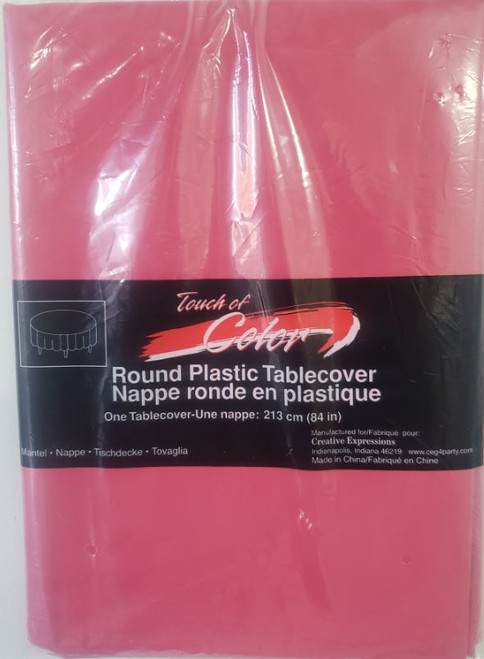 Touch of
Color
Round Plastic Tablecover
Nappe ronde en plastique
One Tablecover-Une nappe: 213 cm (84 in)
Manufactured for/Fabriqué pour:
Creative Expressions
Indianapolis, Indiana 46219 www.ceg4party.com
Made in China/Fabriqué en Chine
Mantel • Nappe • Tischdecke • Tovaglia